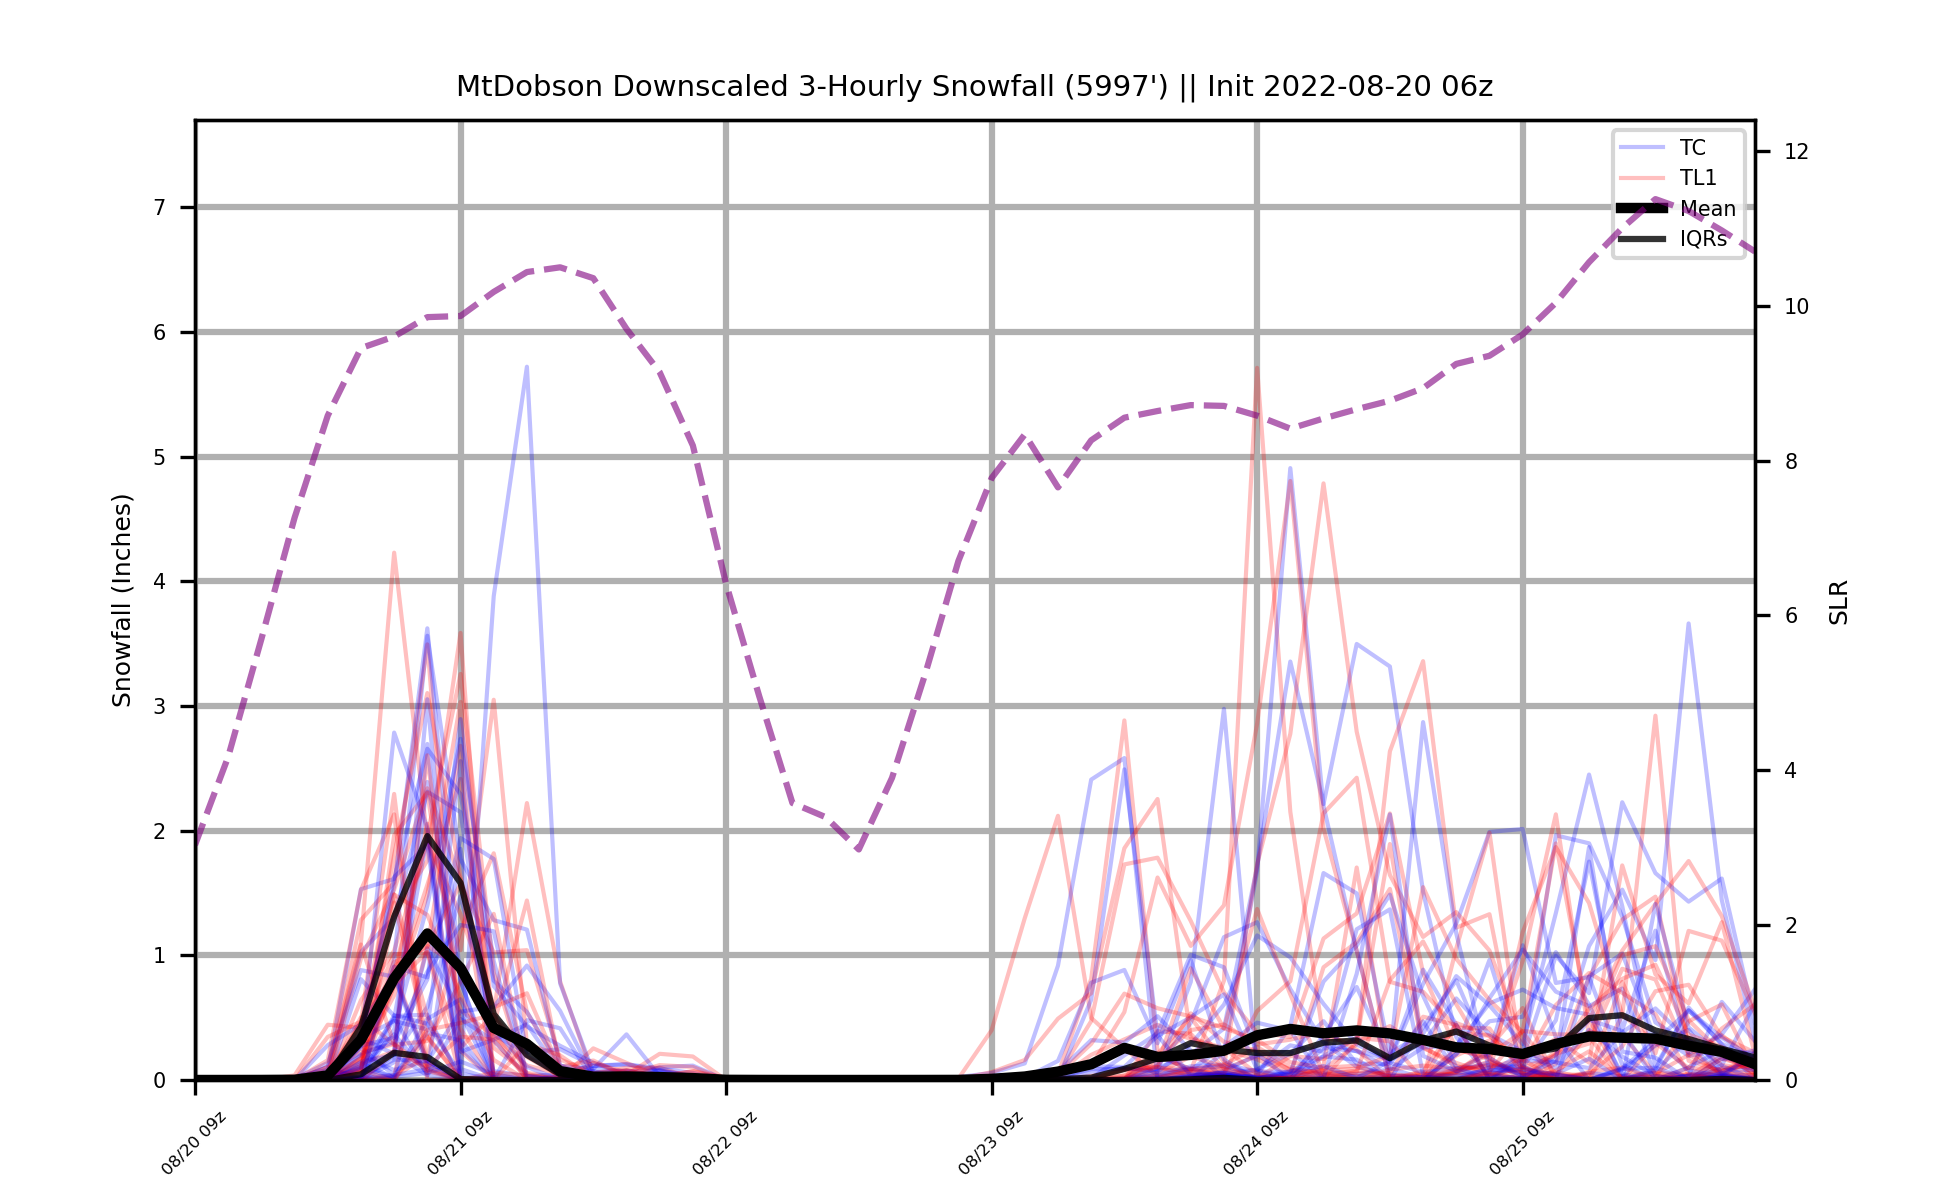 MtDobson Downscaled 3-Hourly Snowfall (5997') || Init 2022-08-20 06z
TC
TL1
Mean
IQRs
Snowfall (Inches)
7
6
5
4
3
2
1
0
12
10
8
6
4
2
0
SLR
08/20 09z
08/21 09z
08/22 09z
08/23 09z
08/24 09z
08/25 09z